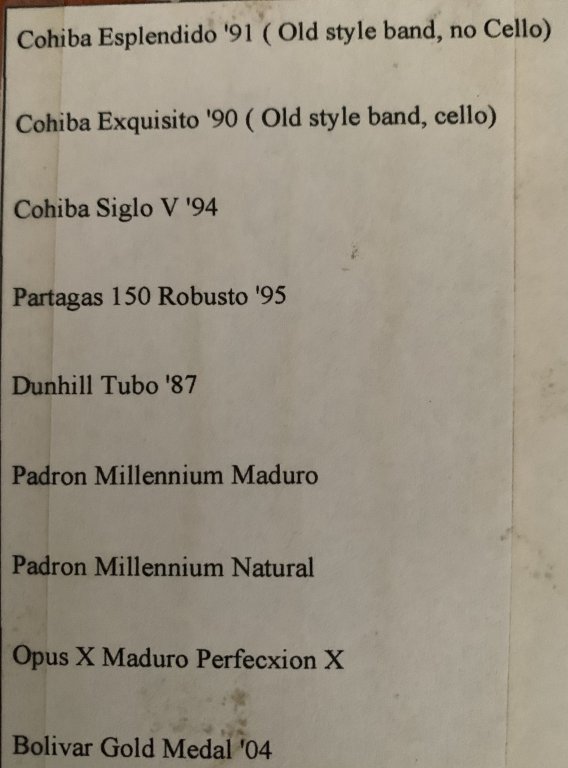 Cohiba Esplendido '91 ( Old style band, no Cello)
Cohiba Exquisito '90 ( Old style band, cello)
Cohiba Siglo V '94
Partagas 150 Robusto '95
Dunhill Tubo '87
Padron Millennium Maduro
Padron Millennium Natural
Opus X Maduro Perfecxion X
Bolivar Gold Medal '04